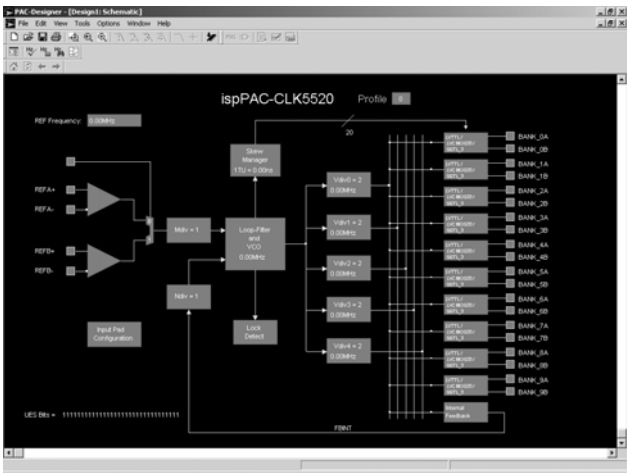 PAC-Designer - [Design1: Schematic]
File Edit View Tools Options Window Help
ispPAC-CLK5520 Profile 0
REF Frequency: 0.00MHz
20
Skew
Manager
1TU = 0.00ns
BANK_0A
BANK_0B
BANK_1A
BANK_1B
Vdiv0 = 2
0.00MHz
BANK_2A
BANK_2B
REFA+
REFA-
BANK_3A
BANK_3B
Mdiv = 1
Loop-Filter
and
VCO
0.00MHz
Vdiv1 = 2
0.00MHz
BANK_4A
BANK_4B
REFB+
REFB-
Vdiv2 = 2
0.00MHz
BANK_5A
BANK_5B
Ndiv = 1
BANK_6A
BANK_6B
Vdiv3 = 2
0.00MHz
Input Pad
Configuration
Lock
Detect
BANK_7A
BANK_7B
Vdiv4 = 2
0.00MHz
BANK_8A
BANK_8B
BANK_9A
BANK_9B
Internal
Feedback
UES Bits =
FBINT